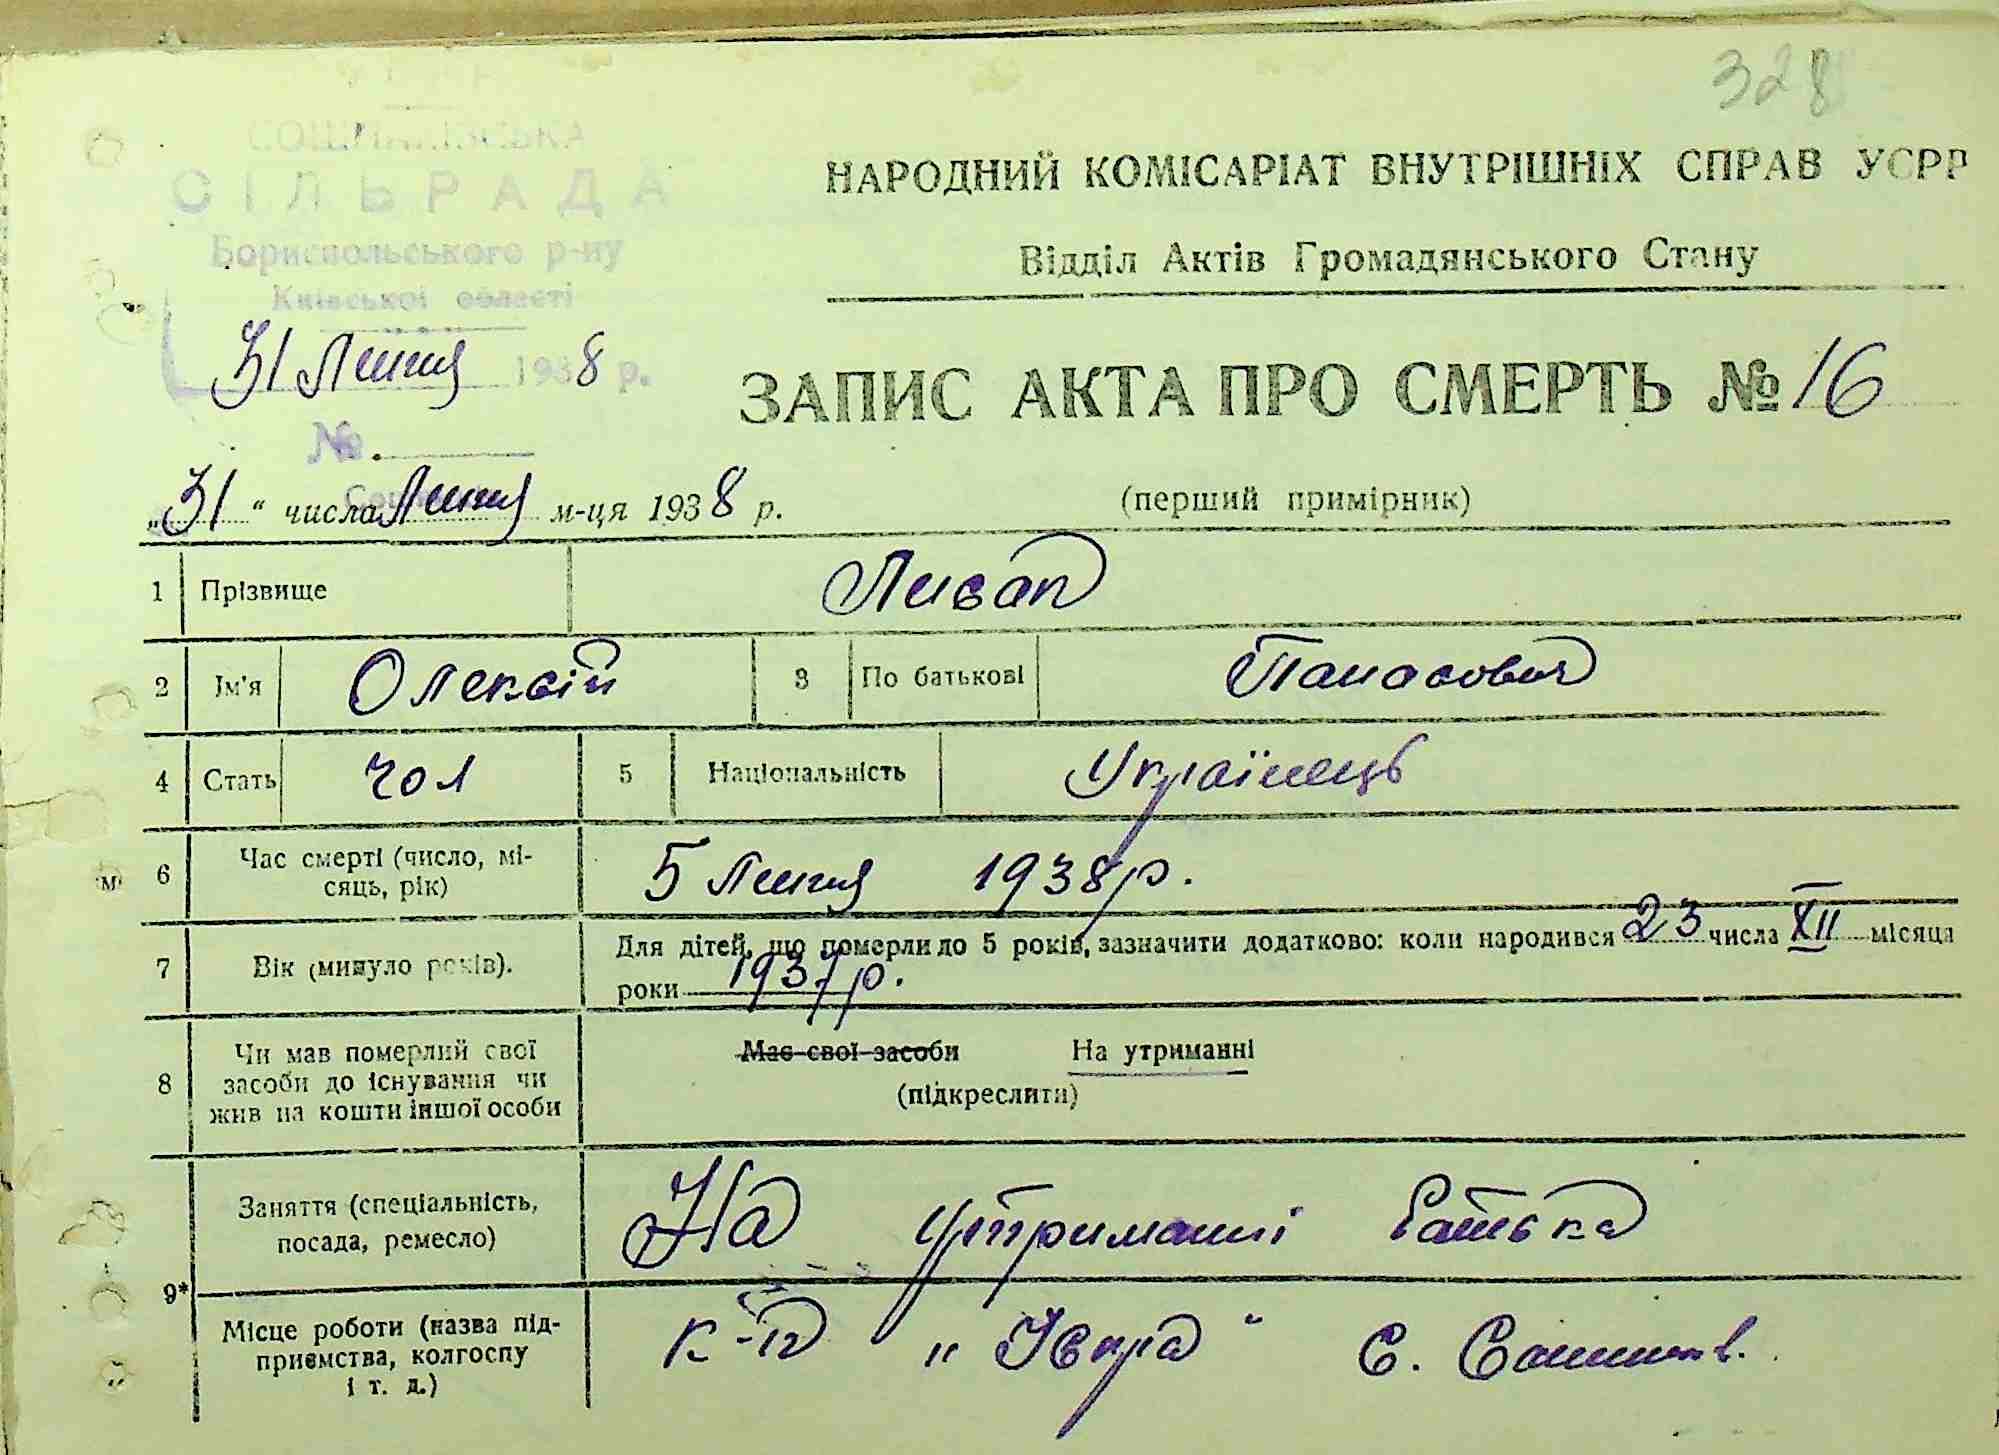 328
СІЛЬРАДА
Бориспольського р-ну
Київської області
31 Липня 1938 р.
№
НАРОДНИЙ КОМІСАРІАТ ВНУТРІШНІХ СПРАВ УСРР
Відділ Актів Громадянського Стану
ЗАПИС АКТА ПРО СМЕРТЬ № 16
„31“ числа Липня м-ця 1938 р.
(перший примірник)
1 Прізвище
2 Ім'я Олексій 3 По батькові Панасович
4 Стать чол 5 Національність Українець
6 Час смерті (число, мі-
сяць, рік) 5 Липня 1938 р.
7 Вік (минуло років). Для дітей, що померли до 5 років, зазначити додатково: коли народився 23 числа XII місяця
роки 1937 р.
8 Чи мав померлий свої
засоби до існування чи
жив на кошти іншої особи
Має свої засоби На утриманні
(підкреслити)
9* Заняття (спеціальність,
посада, ремесло) На утриманні батька
Місце роботи (назва під-
приємства, колгоспу
і т. д.) к-п „Іскра“ с.